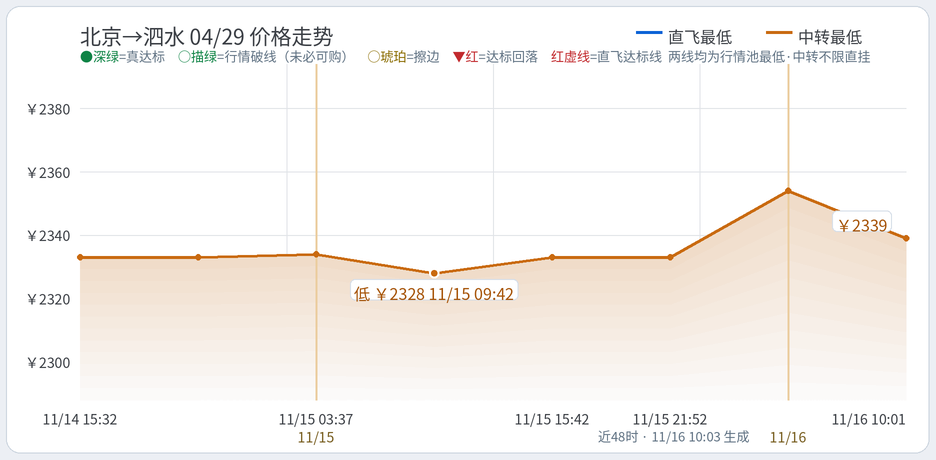 北京→泗水 04/29 价格走势
直飞最低 中转最低
●深绿=真达标 ○描绿=行情破线（未必可购） ○琥珀=擦边 ▼红=达标回落 红虚线=直飞达标线 两线均为行情池最低·中转不限直挂
￥2380
￥2360
￥2340
￥2320
￥2300
￥2339
低 ￥2328 11/15 09:42
11/14 15:32 11/15 03:37 11/15 15:42 11/15 21:52 11/16 10:01
11/15 近48时 · 11/16 10:03 生成 11/16